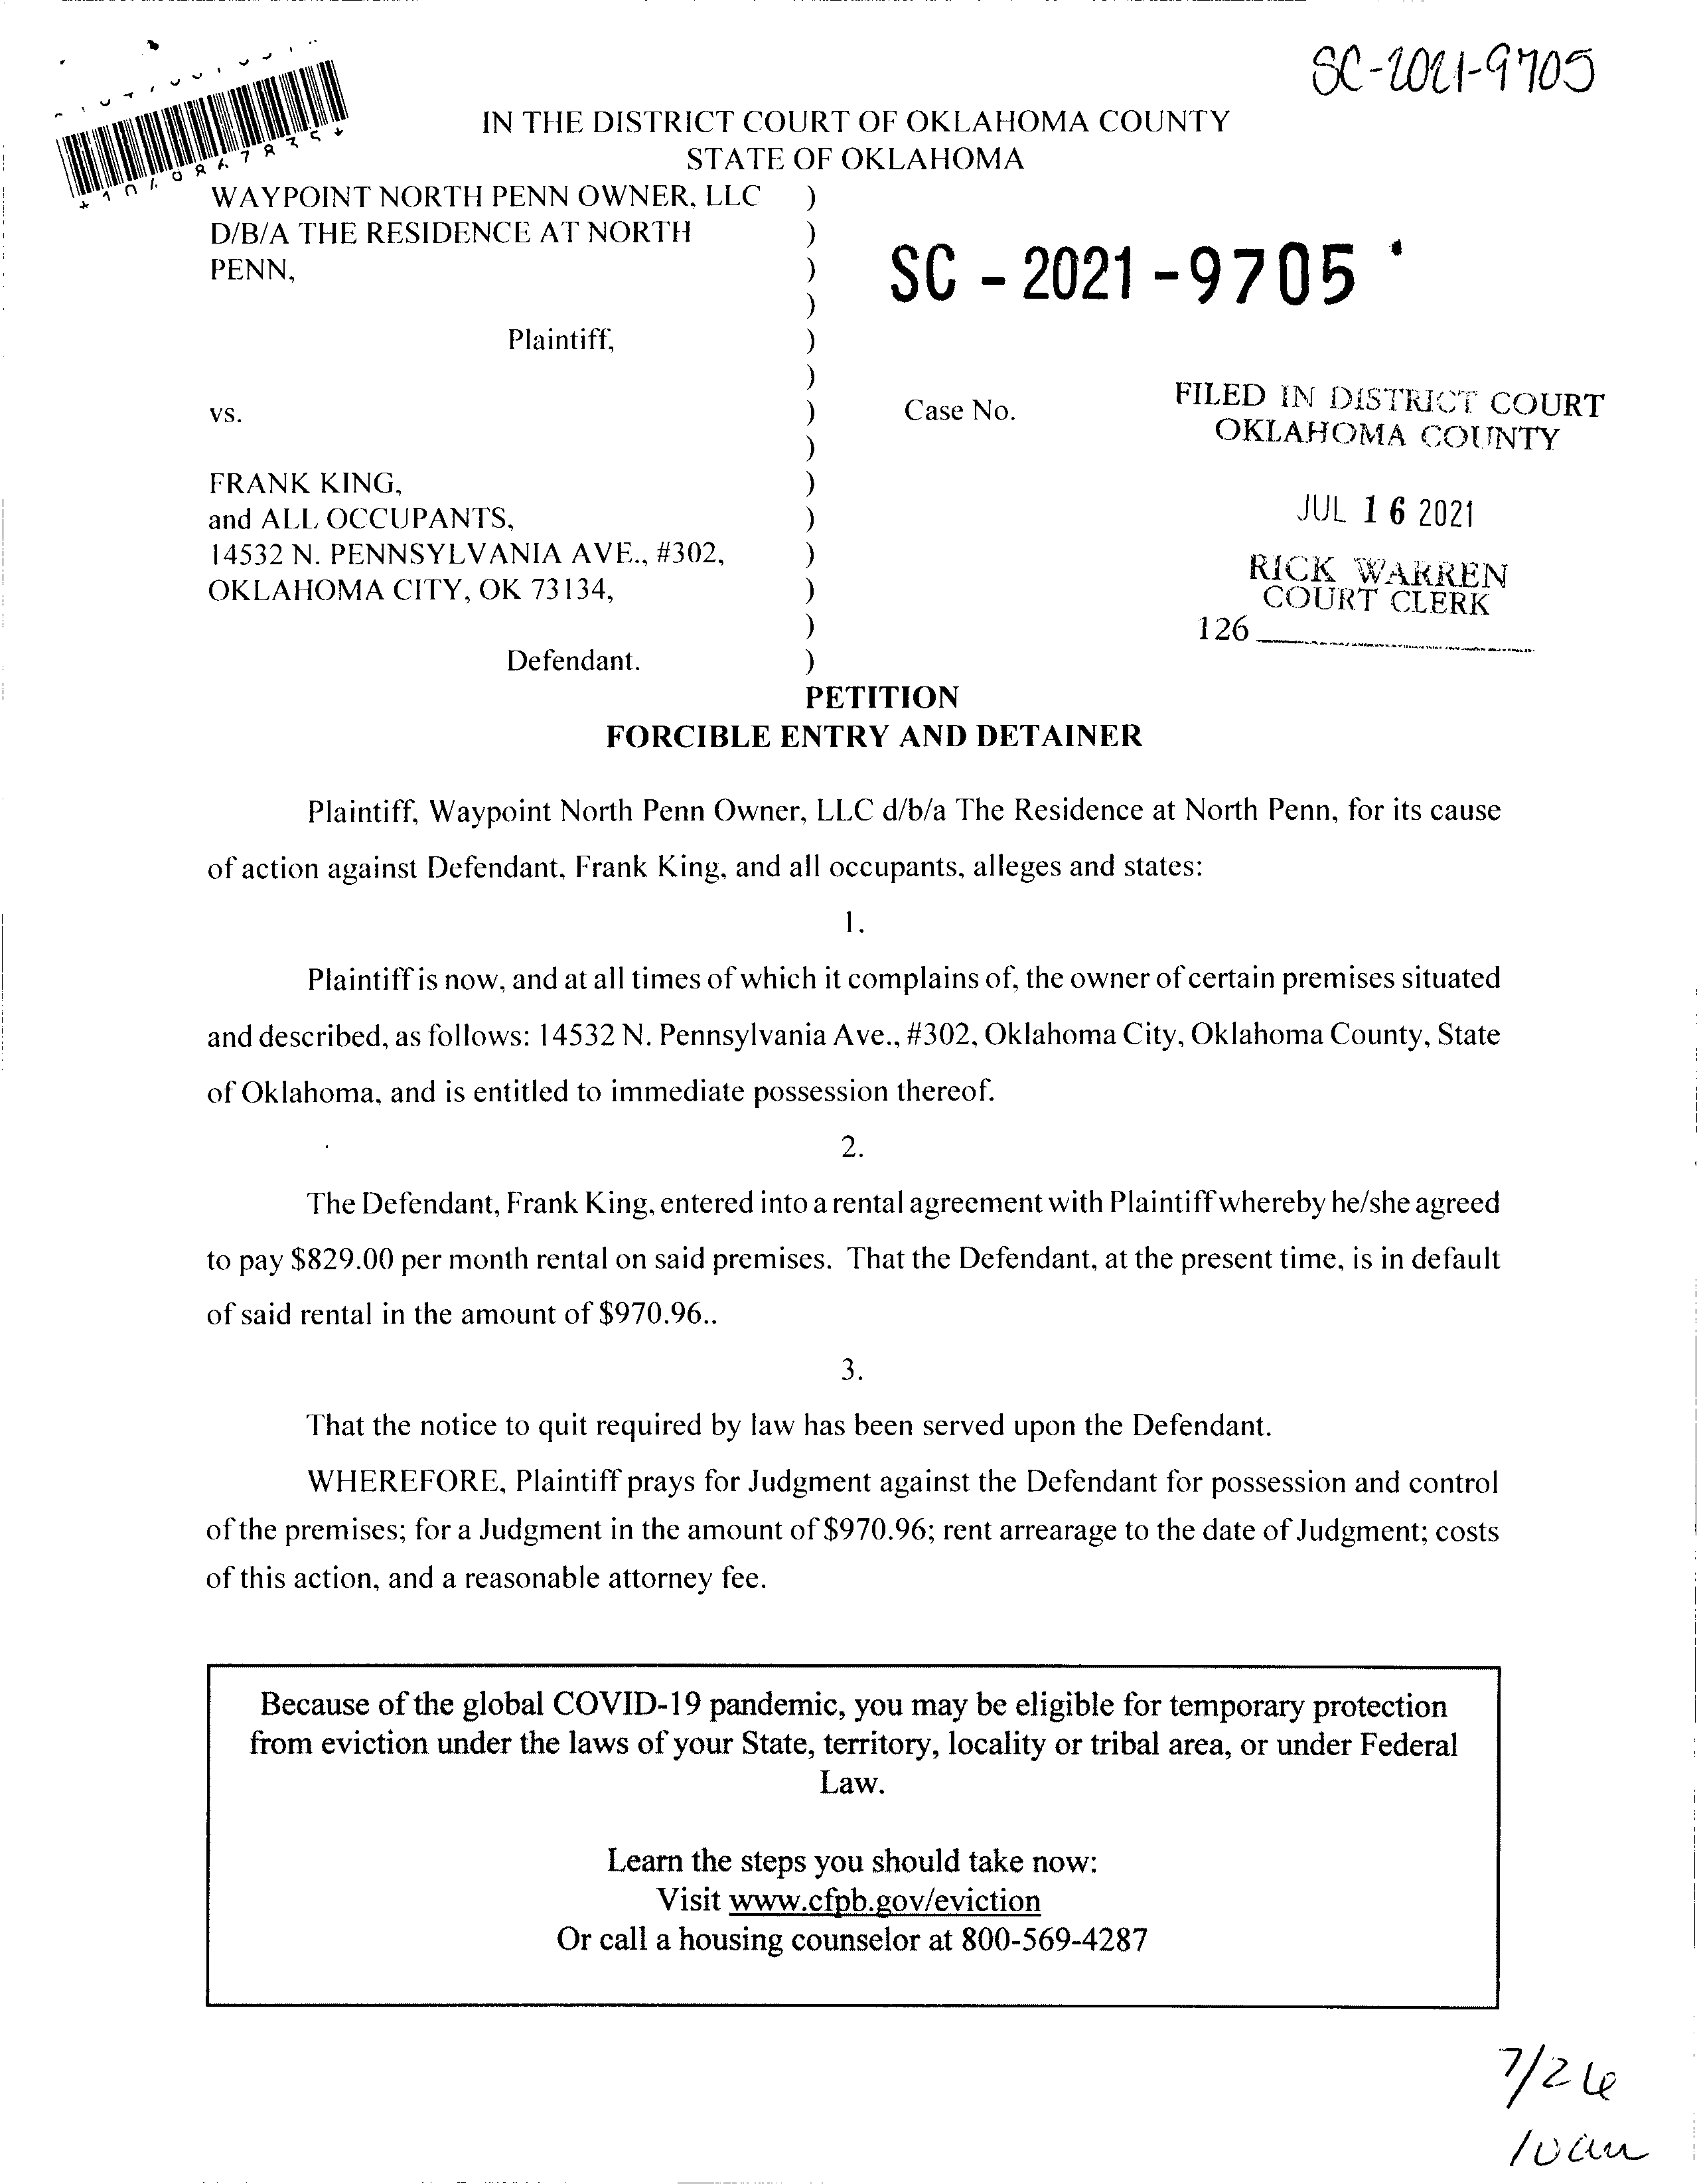 SC-2021-9705
IN THE DISTRICT COURT OF OKLAHOMA COUNTY
STATE OF OKLAHOMA
WAYPOINT NORTH PENN OWNER, LLC )
D/B/A THE RESIDENCE AT NORTH )
PENN, )
)
SC - 2021 - 9705
Plaintiff, )
)
vs. ) Case No.
)
FILED IN DISTRICT COURT
OKLAHOMA COUNTY
FRANK KING, )
and ALL OCCUPANTS, )
JUL 16 2021
14532 N. PENNSYLVANIA AVE., #302, )
OKLAHOMA CITY, OK 73134, )
)
RICK WARREN
COURT CLERK
126
Defendant. )
PETITION
FORCIBLE ENTRY AND DETAINER
Plaintiff, Waypoint North Penn Owner, LLC d/b/a The Residence at North Penn, for its cause
of action against Defendant, Frank King, and all occupants, alleges and states:
1.
Plaintiff is now, and at all times of which it complains of, the owner of certain premises situated
and described, as follows: 14532 N. Pennsylvania Ave., #302, Oklahoma City, Oklahoma County, State
of Oklahoma, and is entitled to immediate possession thereof.
2.
The Defendant, Frank King, entered into a rental agreement with Plaintiff whereby he/she agreed
to pay $829.00 per month rental on said premises. That the Defendant, at the present time, is in default
of said rental in the amount of $970.96..
3.
That the notice to quit required by law has been served upon the Defendant.
WHEREFORE, Plaintiff prays for Judgment against the Defendant for possession and control
of the premises; for a Judgment in the amount of $970.96; rent arrearage to the date of Judgment; costs
of this action, and a reasonable attorney fee.
Because of the global COVID-19 pandemic, you may be eligible for temporary protection
from eviction under the laws of your State, territory, locality or tribal area, or under Federal
Law.
Learn the steps you should take now:
Visit www.cfpb.gov/eviction
Or call a housing counselor at 800-569-4287
7/26
10am